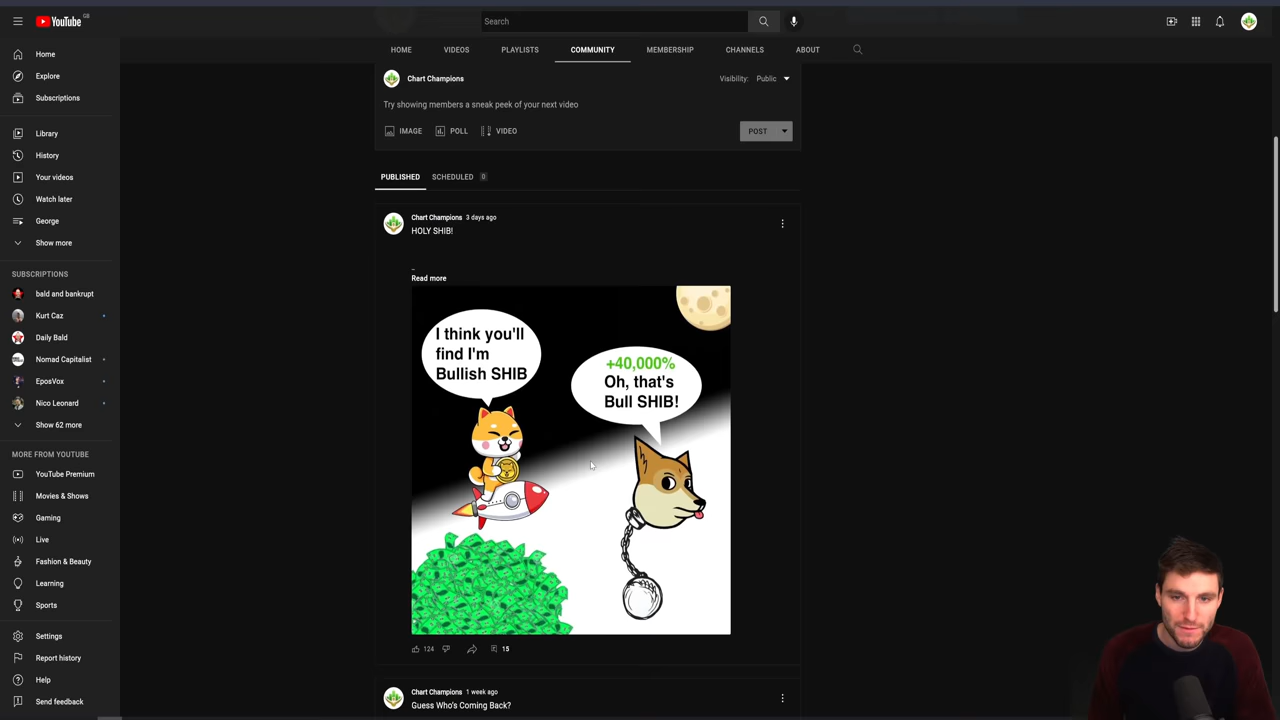 YouTube GB
Search
HOME VIDEOS PLAYLISTS COMMUNITY MEMBERSHIP CHANNELS ABOUT
Home
Explore
Subscriptions
Library
History
Your videos
Watch later
George
Show more
SUBSCRIPTIONS
bald and bankrupt
Kurt Caz
Daily Bald
Nomad Capitalist
EposVox
Nico Leonard
Show 62 more
MORE FROM YOUTUBE
YouTube Premium
Movies & Shows
Gaming
Live
Fashion & Beauty
Learning
Sports
Settings
Report history
Help
Send feedback
Chart Champions Visibility: Public
Try showing members a sneak peek of your next video
IMAGE POLL VIDEO POST
PUBLISHED SCHEDULED 0
Chart Champions 3 days ago
HOLY SHIB!
_
Read more
I think you'll
find I'm
Bullish SHIB
+40,000%
Oh, that's
Bull SHIB!
124 15
Chart Champions 1 week ago
Guess Who's Coming Back?